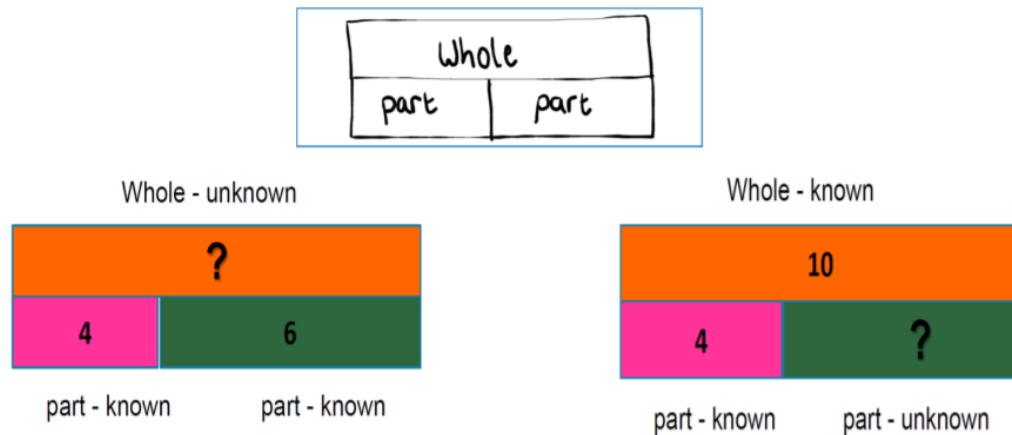 Whole
part part
Whole - unknown
?
4 6
part - known part - known
Whole - known
10
4 ?
part - known part - unknown